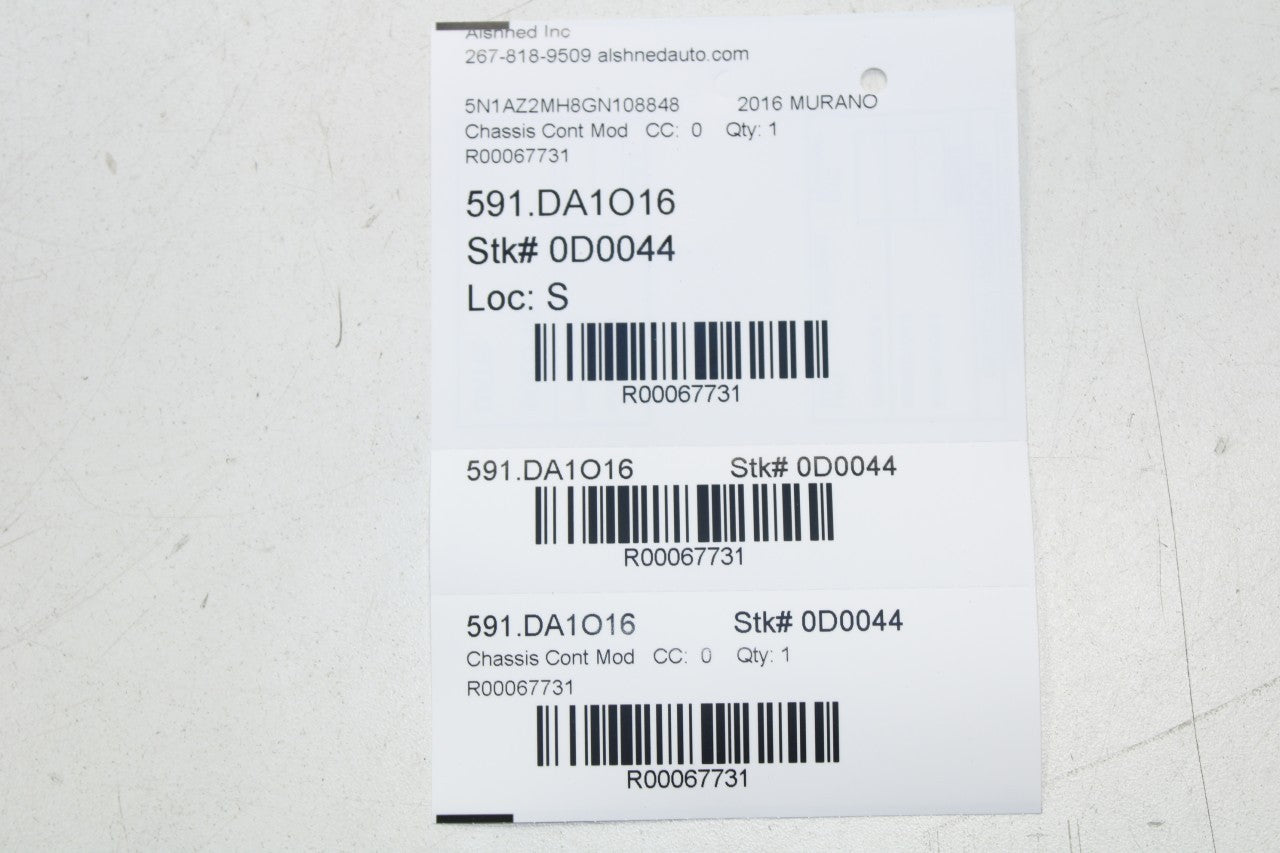 Alshned Inc
267-818-9509 alshnedauto.com
5N1AZ2MH8GN108848 2016 MURANO
Chassis Cont Mod CC: 0 Qty: 1
R00067731
591.DA1O16
Stk# 0D0044
Loc: S
R00067731
591.DA1O16 Stk# 0D0044
R00067731
591.DA1O16 Stk# 0D0044
Chassis Cont Mod CC: 0 Qty: 1
R00067731
R00067731